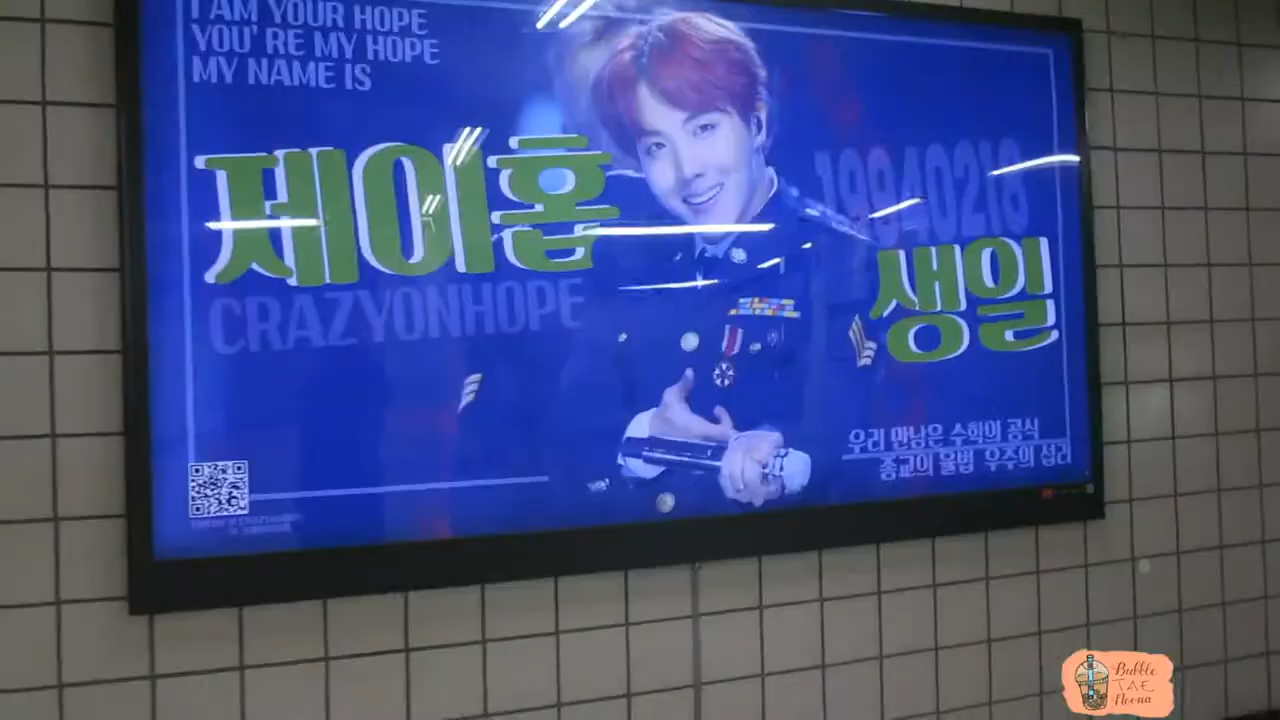 I AM YOUR HOPE
YOU'RE MY HOPE
MY NAME IS
제이홉
CRAZYONHOPE
19940218
생일
우리 만남은 수학의 공식
종교의 율법 우주의 섭리
Bubble
TAE
Noona